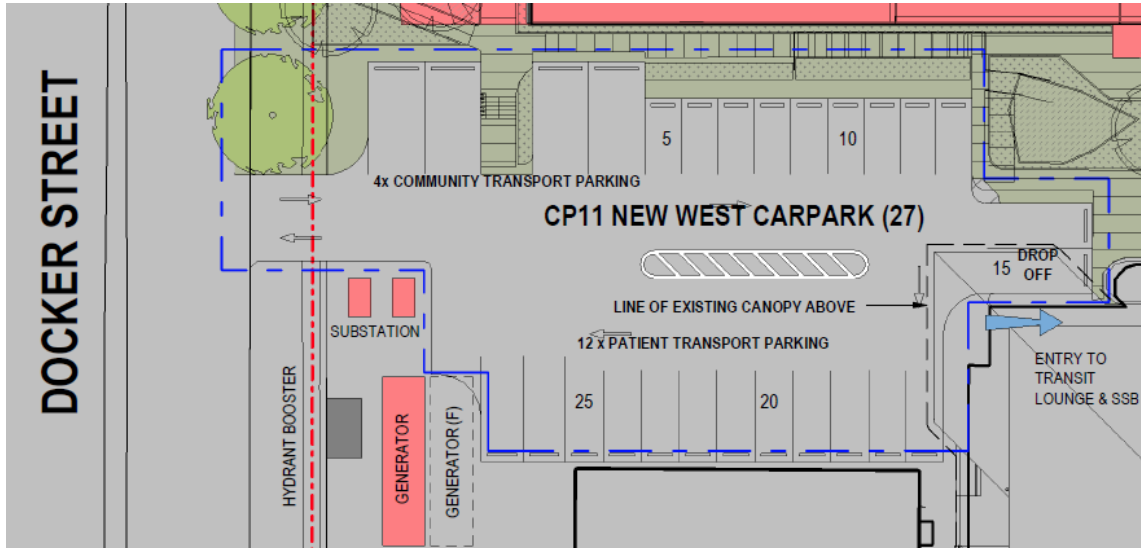 DOCKER STREET
5
10
4x COMMUNITY TRANSPORT PARKING
CP11 NEW WEST CARPARK (27)
15
DROP
OFF
LINE OF EXISTING CANOPY ABOVE
SUBSTATION
12 x PATIENT TRANSPORT PARKING
ENTRY TO
TRANSIT
LOUNGE & SSB
25
20
HYDRANT BOOSTER
GENERATOR
GENERATOR (F)